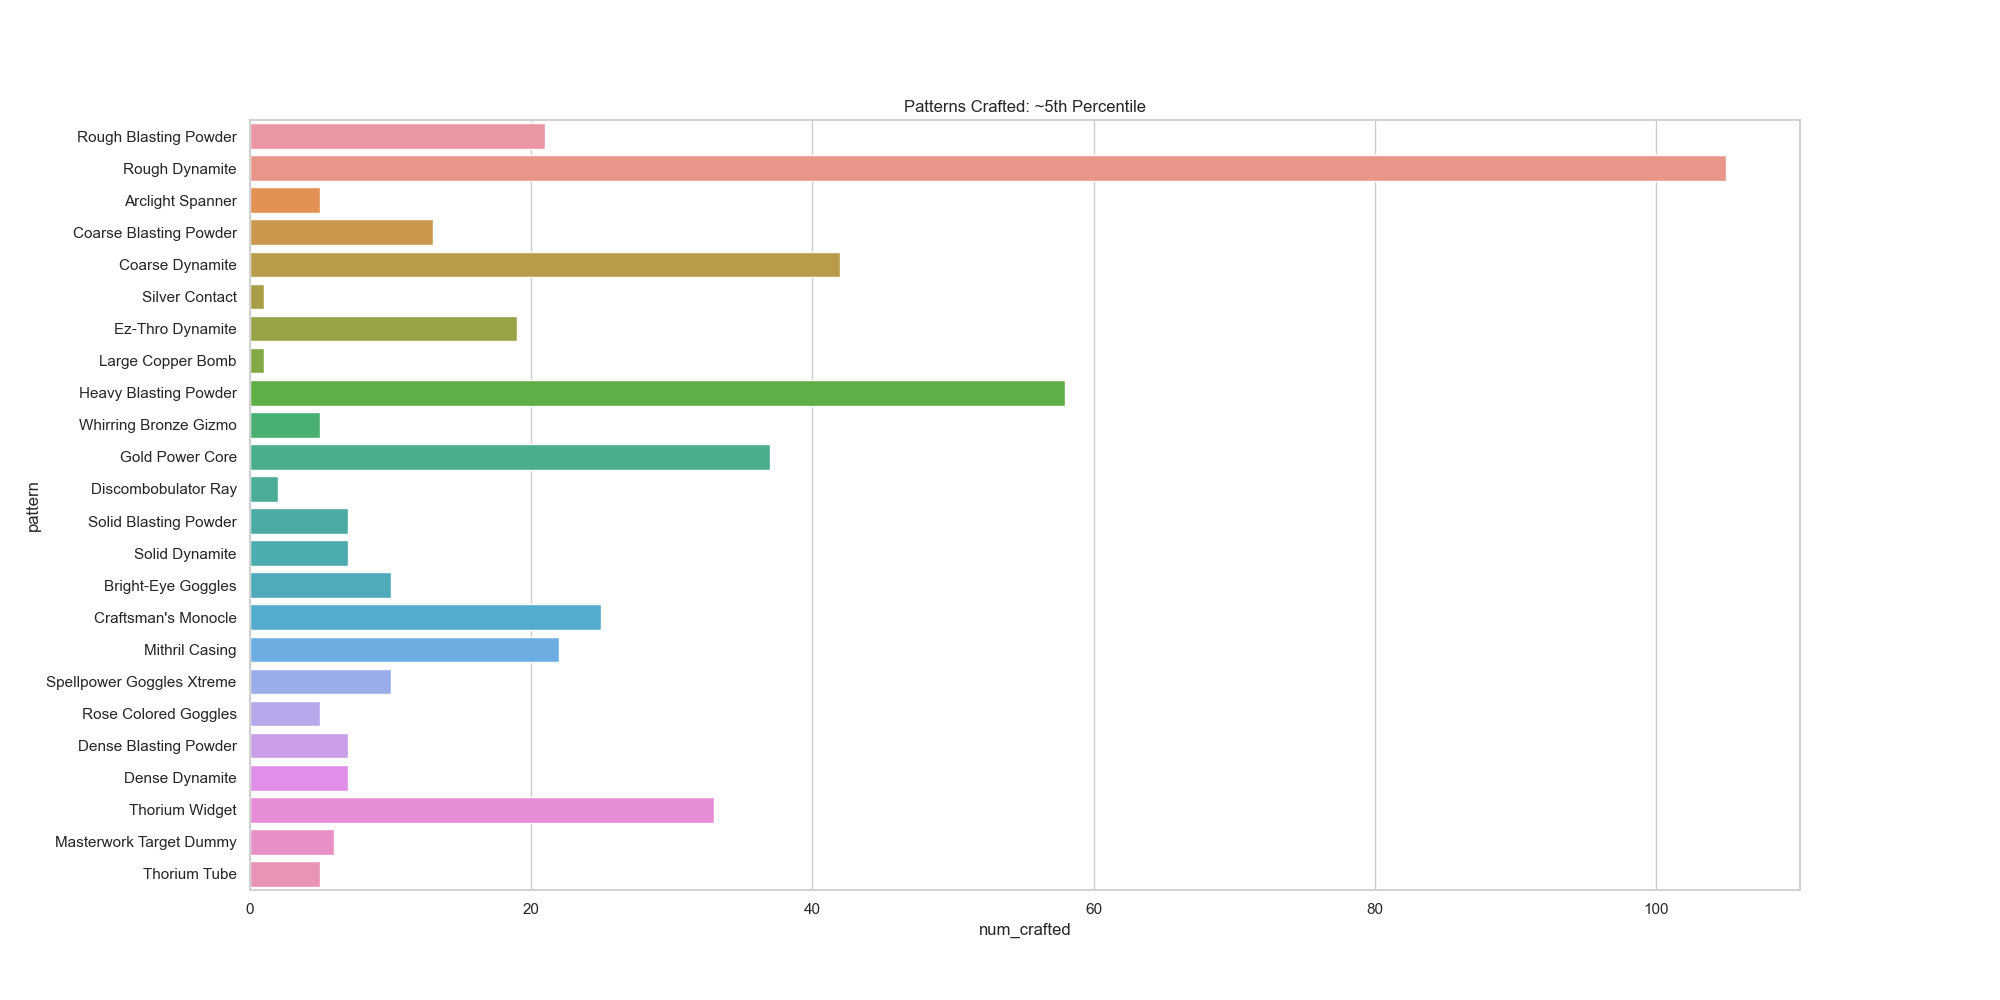 Patterns Crafted: ~5th Percentile
Rough Blasting Powder
Rough Dynamite
Arclight Spanner
Coarse Blasting Powder
Coarse Dynamite
Silver Contact
Ez-Thro Dynamite
Large Copper Bomb
Heavy Blasting Powder
Whirring Bronze Gizmo
Gold Power Core
Discombobulator Ray
Solid Blasting Powder
Solid Dynamite
Bright-Eye Goggles
Craftsman's Monocle
Mithril Casing
Spellpower Goggles Xtreme
Rose Colored Goggles
Dense Blasting Powder
Dense Dynamite
Thorium Widget
Masterwork Target Dummy
Thorium Tube
pattern
0 20 40 60 80 100
num_crafted